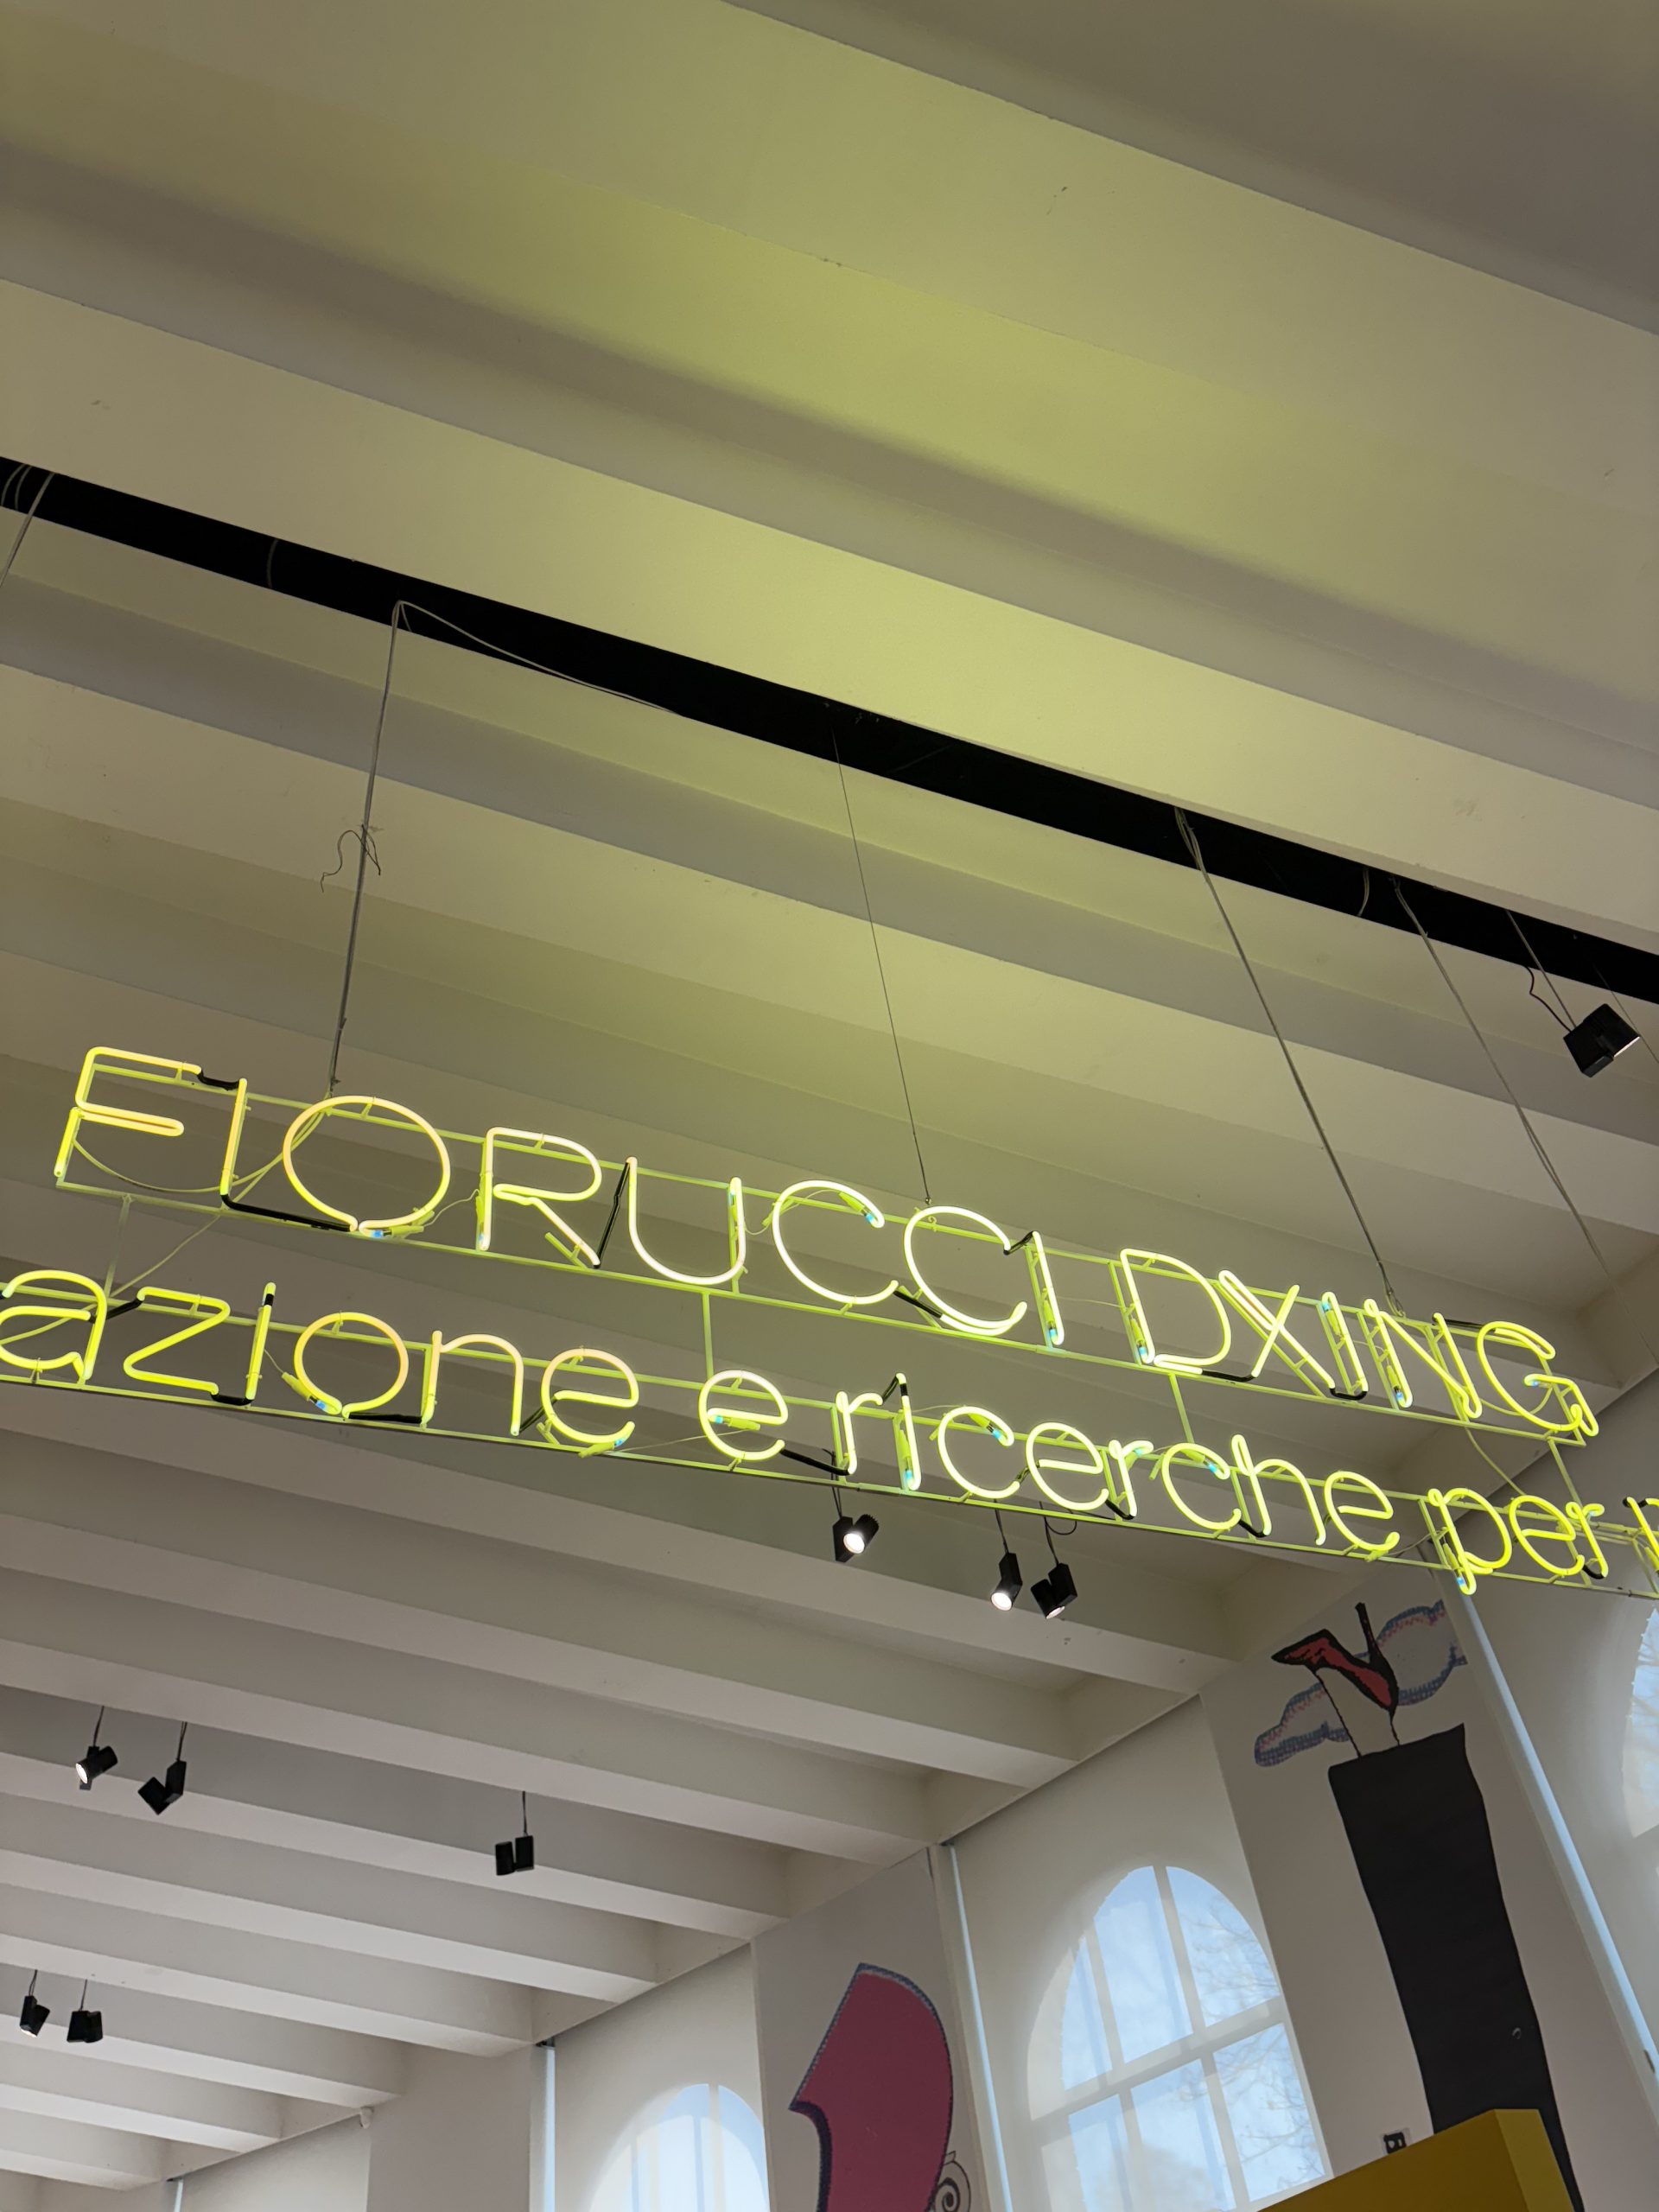 FIORUCCI DXING
azione e ricerche per